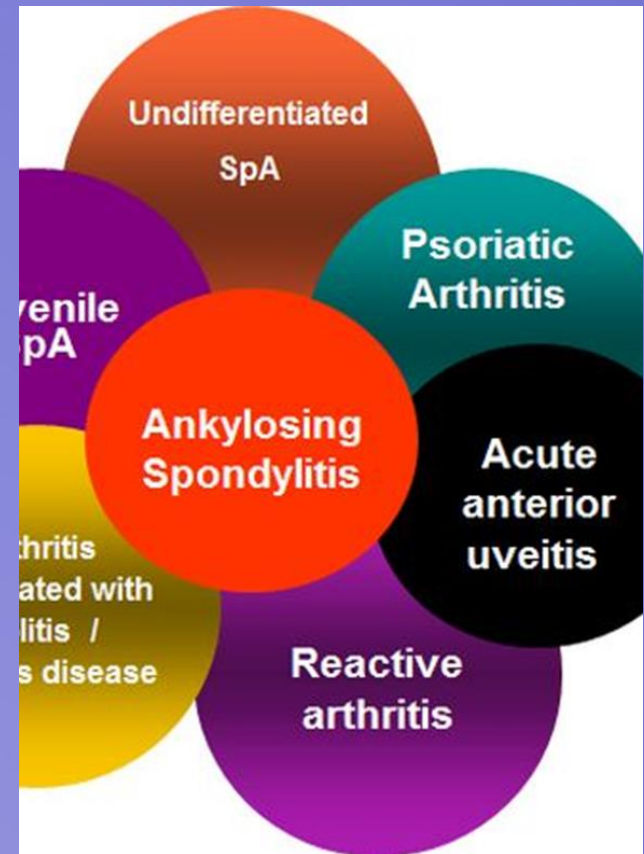 Undifferentiated
SpA
Psoriatic
Arthritis
venile
pA
Ankylosing
Spondylitis
Acute
anterior
uveitis
thritis
ated with
litis /
s disease
Reactive
arthritis